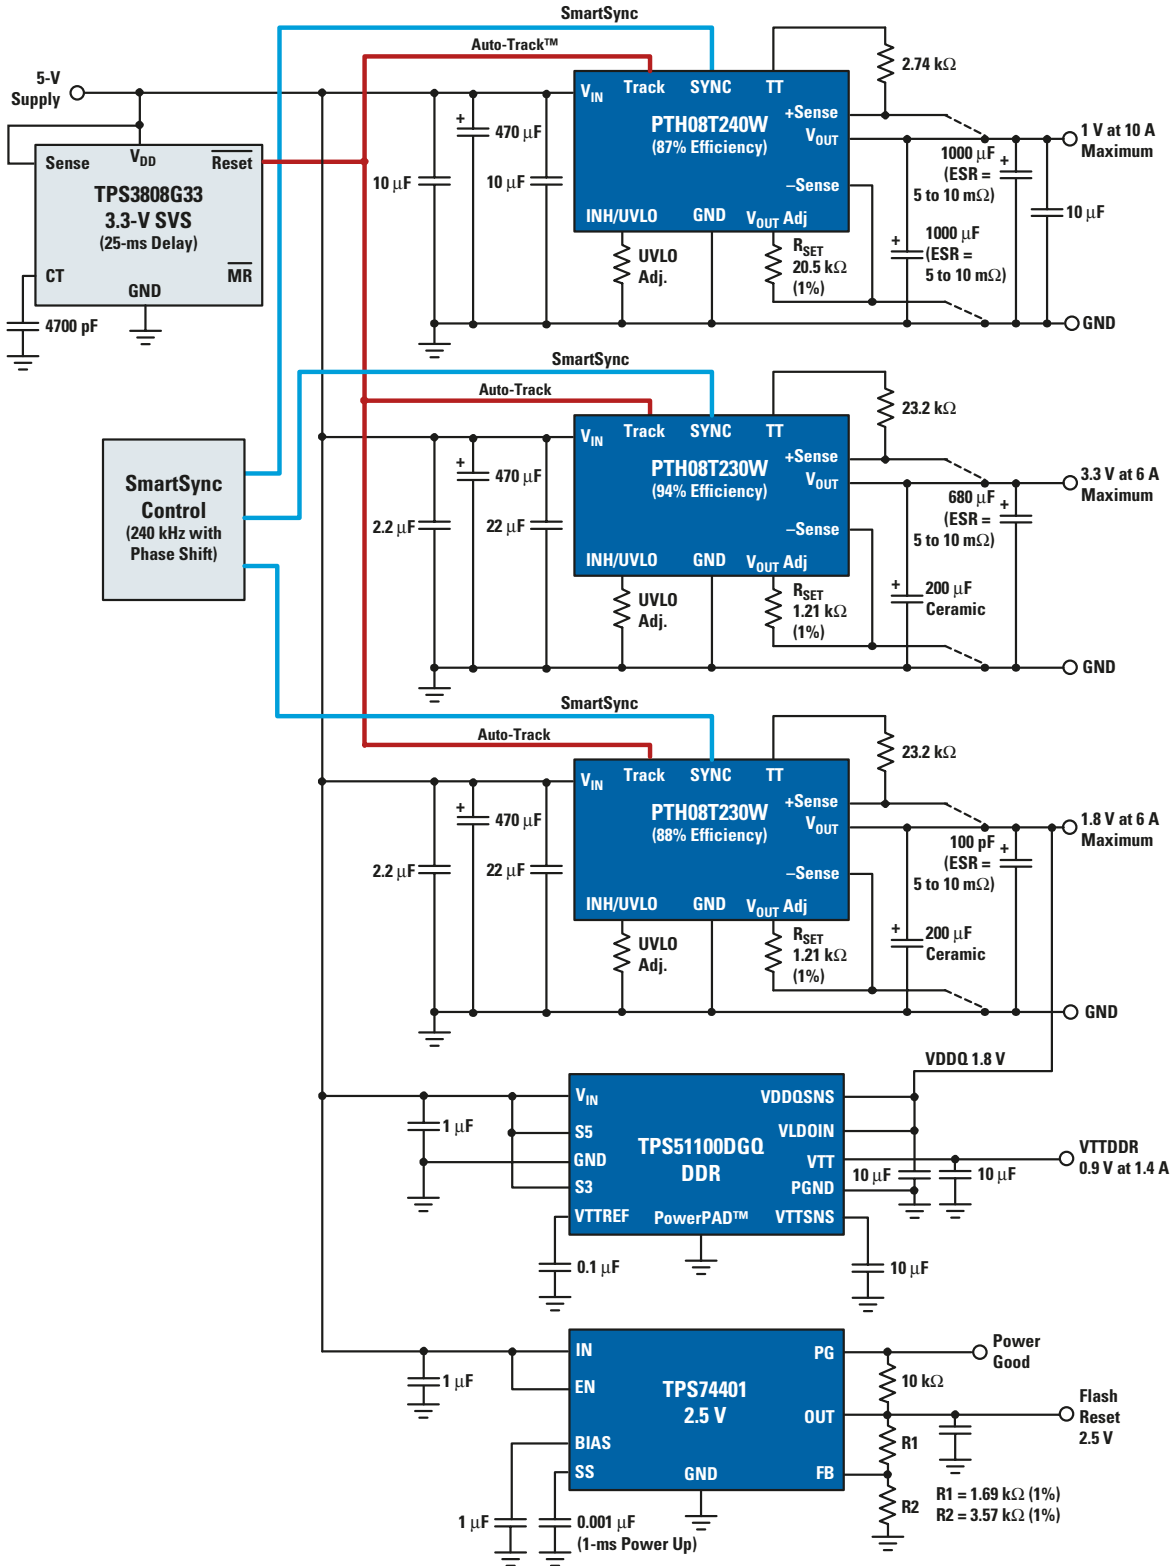 SmartSync
Auto-Track™
5-V
Supply
Sense
VDD
Reset
TPS3808G33
3.3-V SVS
(25-ms Delay)
CT
MR
GND
4700 pF
10 µF
+
470 µF
10 µF
VIN
Track
SYNC
TT
PTH08T240W
(87% Efficiency)
+Sense
VOUT
–Sense
INH/UVLO
GND
VOUT Adj
2.74 kΩ
UVLO
Adj.
RSET
20.5 kΩ
(1%)
1000 µF
(ESR =
5 to 10 mΩ)
+
+
1000 µF
(ESR =
5 to 10 mΩ)
10 µF
1 V at 10 A
Maximum
GND
SmartSync
Auto-Track
SmartSync
Control
(240 kHz with
Phase Shift)
2.2 µF
+
470 µF
22 µF
VIN
Track
SYNC
TT
PTH08T230W
(94% Efficiency)
+Sense
VOUT
–Sense
INH/UVLO
GND
VOUT Adj
23.2 kΩ
UVLO
Adj.
RSET
1.21 kΩ
(1%)
680 µF
(ESR =
5 to 10 mΩ)
+
+
200 µF
Ceramic
3.3 V at 6 A
Maximum
GND
SmartSync
Auto-Track
2.2 µF
+
470 µF
22 µF
VIN
Track
SYNC
TT
PTH08T230W
(88% Efficiency)
+Sense
VOUT
–Sense
INH/UVLO
GND
VOUT Adj
23.2 kΩ
UVLO
Adj.
RSET
1.21 kΩ
(1%)
100 pF
(ESR =
5 to 10 mΩ)
+
+
200 µF
Ceramic
1.8 V at 6 A
Maximum
GND
VDDQ 1.8 V
1 µF
VIN
S5
GND
S3
VTTREF
TPS51100DGQ
DDR
PowerPAD™
VDDQSNS
VLDOIN
VTT
PGND
VTTSNS
10 µF
10 µF
VTTDDR
0.9 V at 1.4 A
0.1 µF
10 µF
1 µF
IN
EN
BIAS
SS
TPS74401
2.5 V
GND
PG
OUT
FB
Power
Good
10 kΩ
Flash
Reset
2.5 V
R1
R2
R1 = 1.69 kΩ (1%)
R2 = 3.57 kΩ (1%)
1 µF
0.001 µF
(1-ms Power Up)